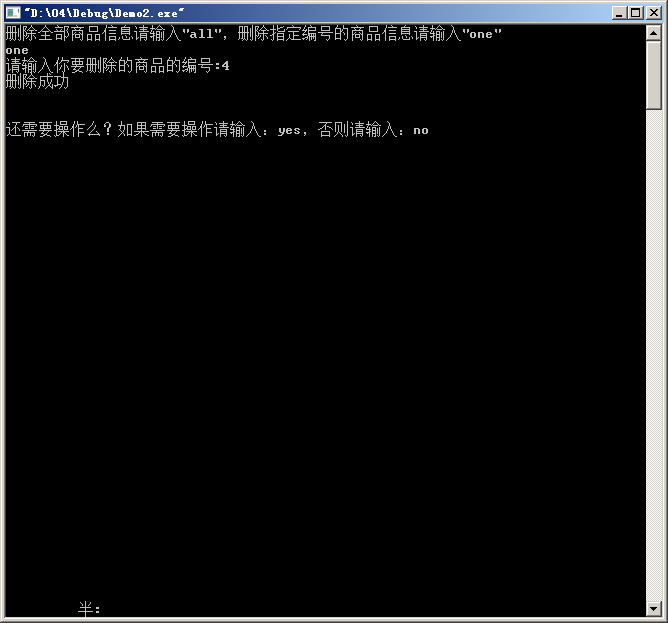 "D:\04\Debug\Demo2.exe"
删除全部商品信息请输入"all"，删除指定编号的商品信息请输入"one"
one
请输入你要删除的商品的编号:4
删除成功
还需要操作么？如果需要操作请输入：yes，否则请输入：no
半：